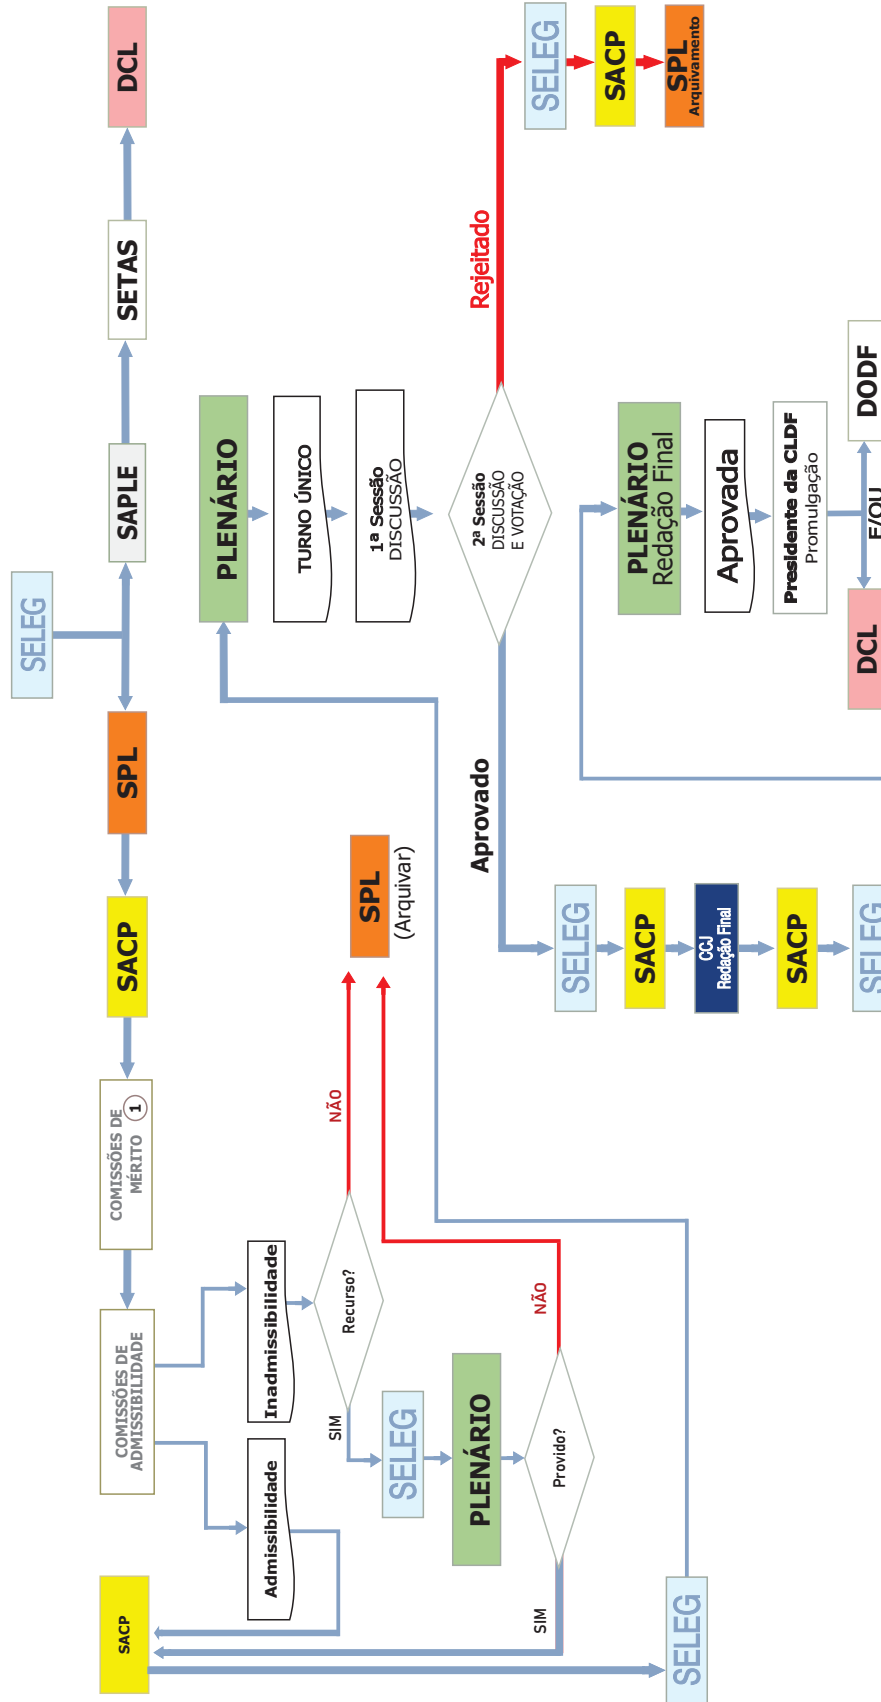 SELEG
SACP
COMISSÕES DE
ADMISSIBILIDADE
COMISSÕES DE
MÉRITO 1
SACP
SPL
SAPLE
SETAS
DCL
PLENÁRIO
Admissibilidade
Inadmissibilidade
TURNO ÚNICO
SIM
Recurso?
NÃO
SPL
(Arquivar)
1ª Sessão
DISCUSSÃO
SELEG
PLENÁRIO
Aprovado
2ª Sessão
DISCUSSÃO
E VOTAÇÃO
Rejeitado
SIM
Provido?
NÃO
SELEG
SELEG
SACP
PLENÁRIO
Redação Final
SACP
SELEG
CCJ
Redação Final
Aprovada
SPL
Arquivamento
SACP
Presidente da CLDF
Promulgação
SELEG
DCL
E/OU
DODF